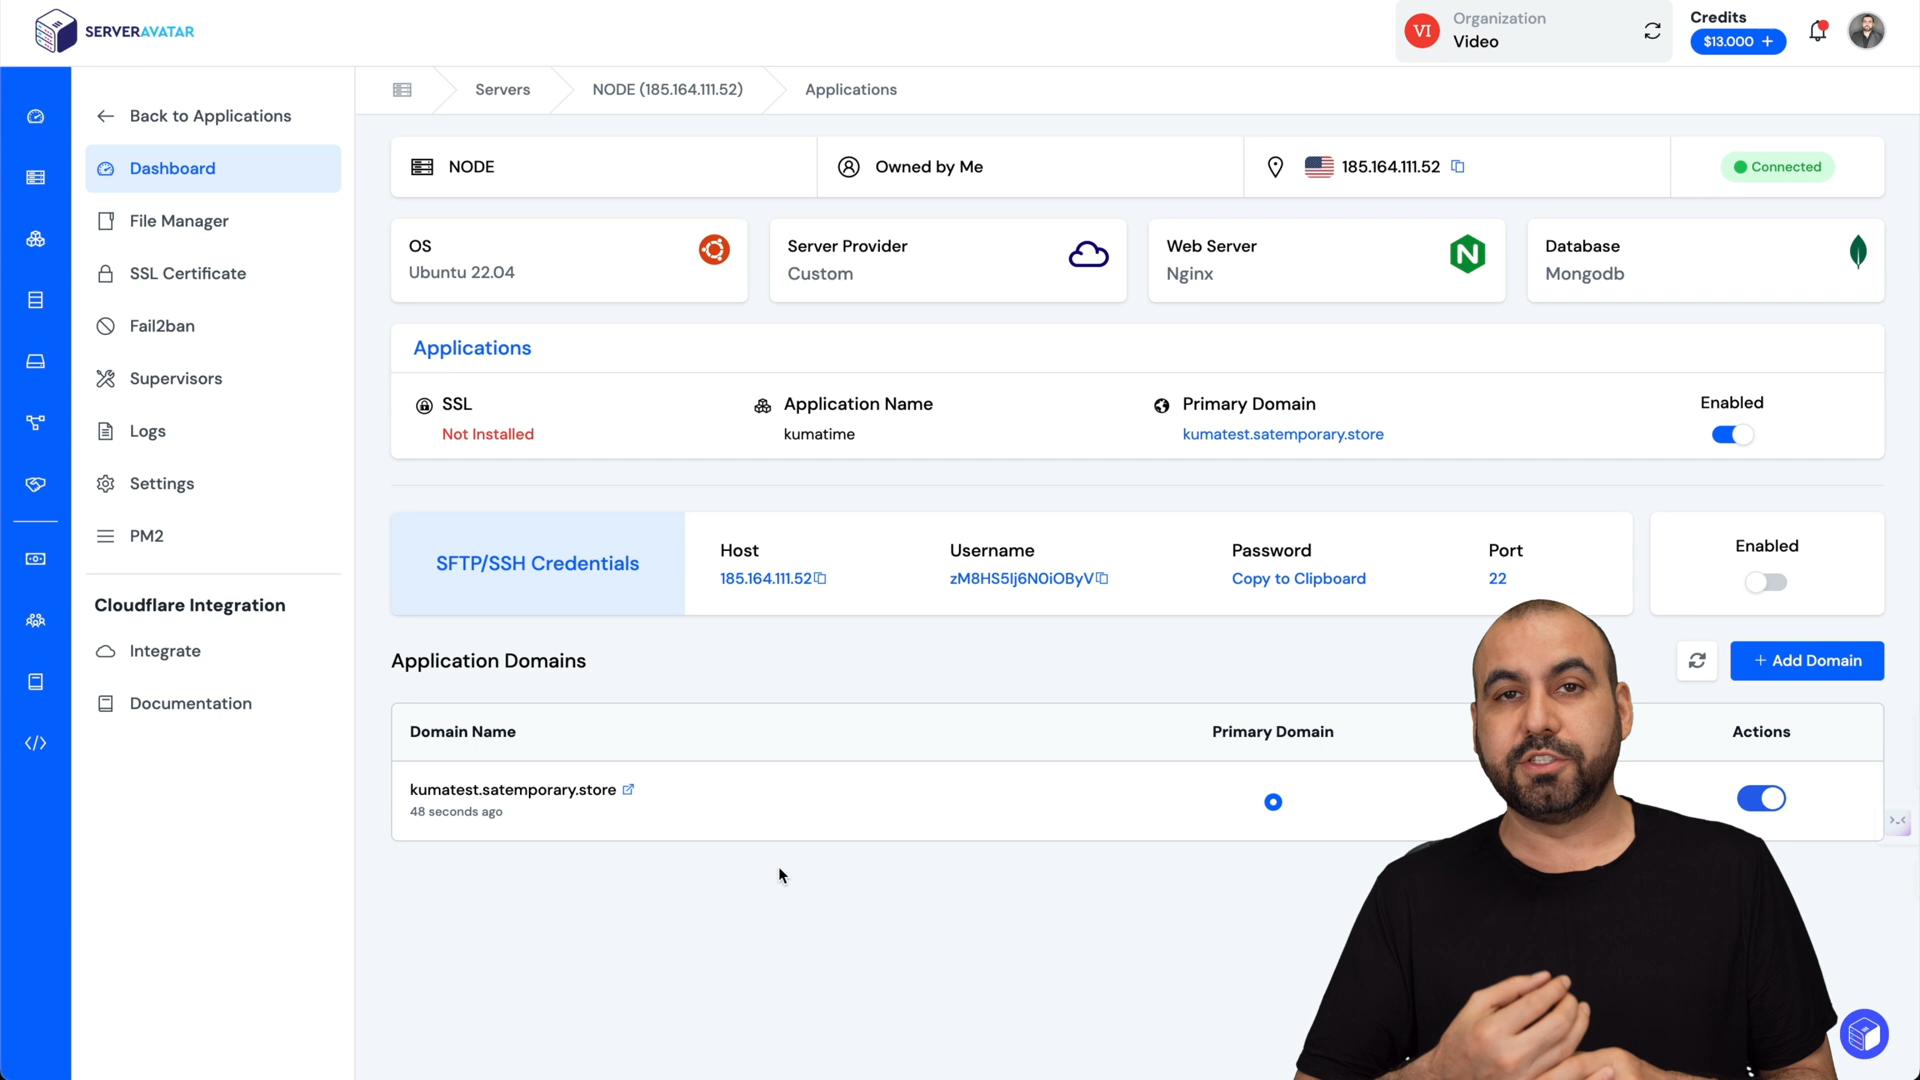 SERVERAVATAR
VI
Organization
Video
Credits
$13.000 +
Back to Applications
Dashboard
File Manager
SSL Certificate
Fail2ban
Supervisors
Logs
Settings
PM2
Cloudflare Integration
Integrate
Documentation
Servers
NODE (185.164.111.52)
Applications
NODE
Owned by Me
185.164.111.52
Connected
OS
Ubuntu 22.04
Server Provider
Custom
Web Server
Nginx
N
Database
Mongodb
Applications
SSL
Not Installed
Application Name
kumatime
Primary Domain
kumatest.satemporary.store
Enabled
SFTP/SSH Credentials
Host
185.164.111.52
Username
zM8HS5Ij6N0iOByV
Password
Copy to Clipboard
Port
22
Enabled
Application Domains
+ Add Domain
Domain Name
Primary Domain
Actions
kumatest.satemporary.store
48 seconds ago